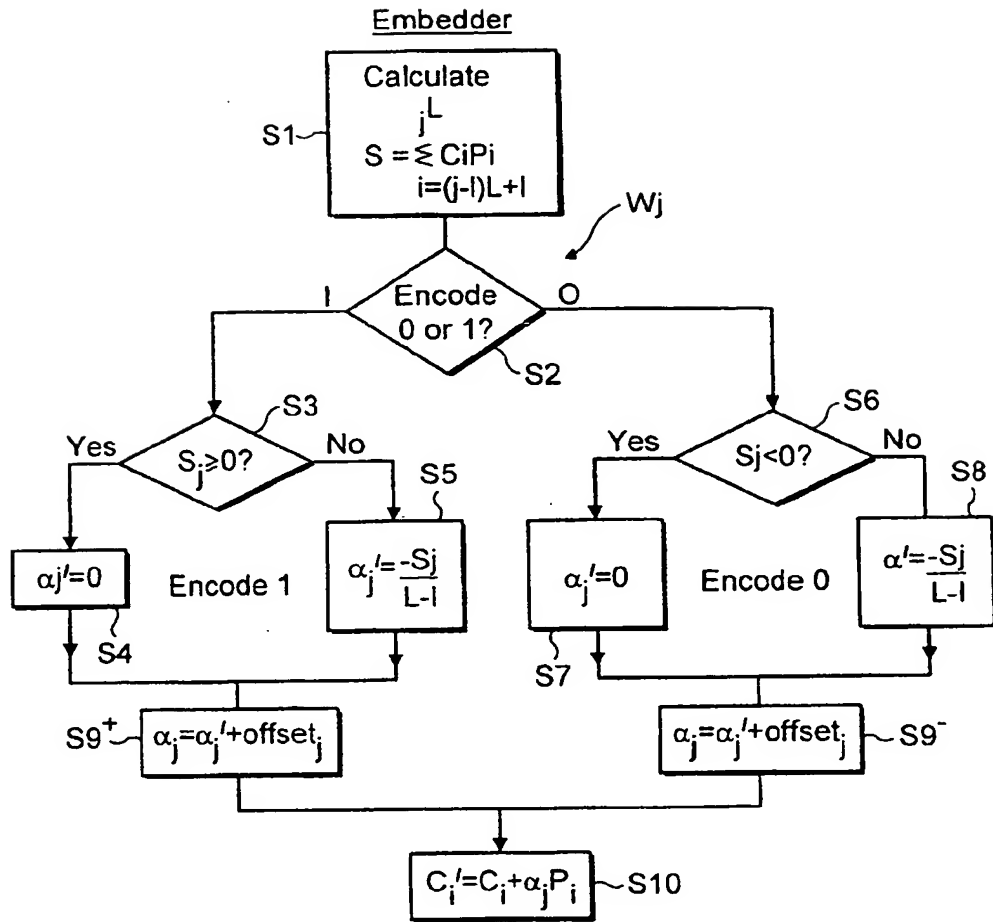 Embedder
Calculate
jL
S = Σ CiPi
i=(j-I)L+I
S1
Wj
I
Encode
0 or 1?
O
S2
S3
Yes
Sj≥0?
No
S6
Yes
Sj<0?
No
S5
S8
αj′=0
S4
Encode 1
αj′=-Sj
L-I
αj′=0
S7
Encode 0
α′=-Sj
L-I
S9+
αj=αj′+offsetj
αj=αj′+offsetj
S9-
Ci′=Ci+αjPi
S10